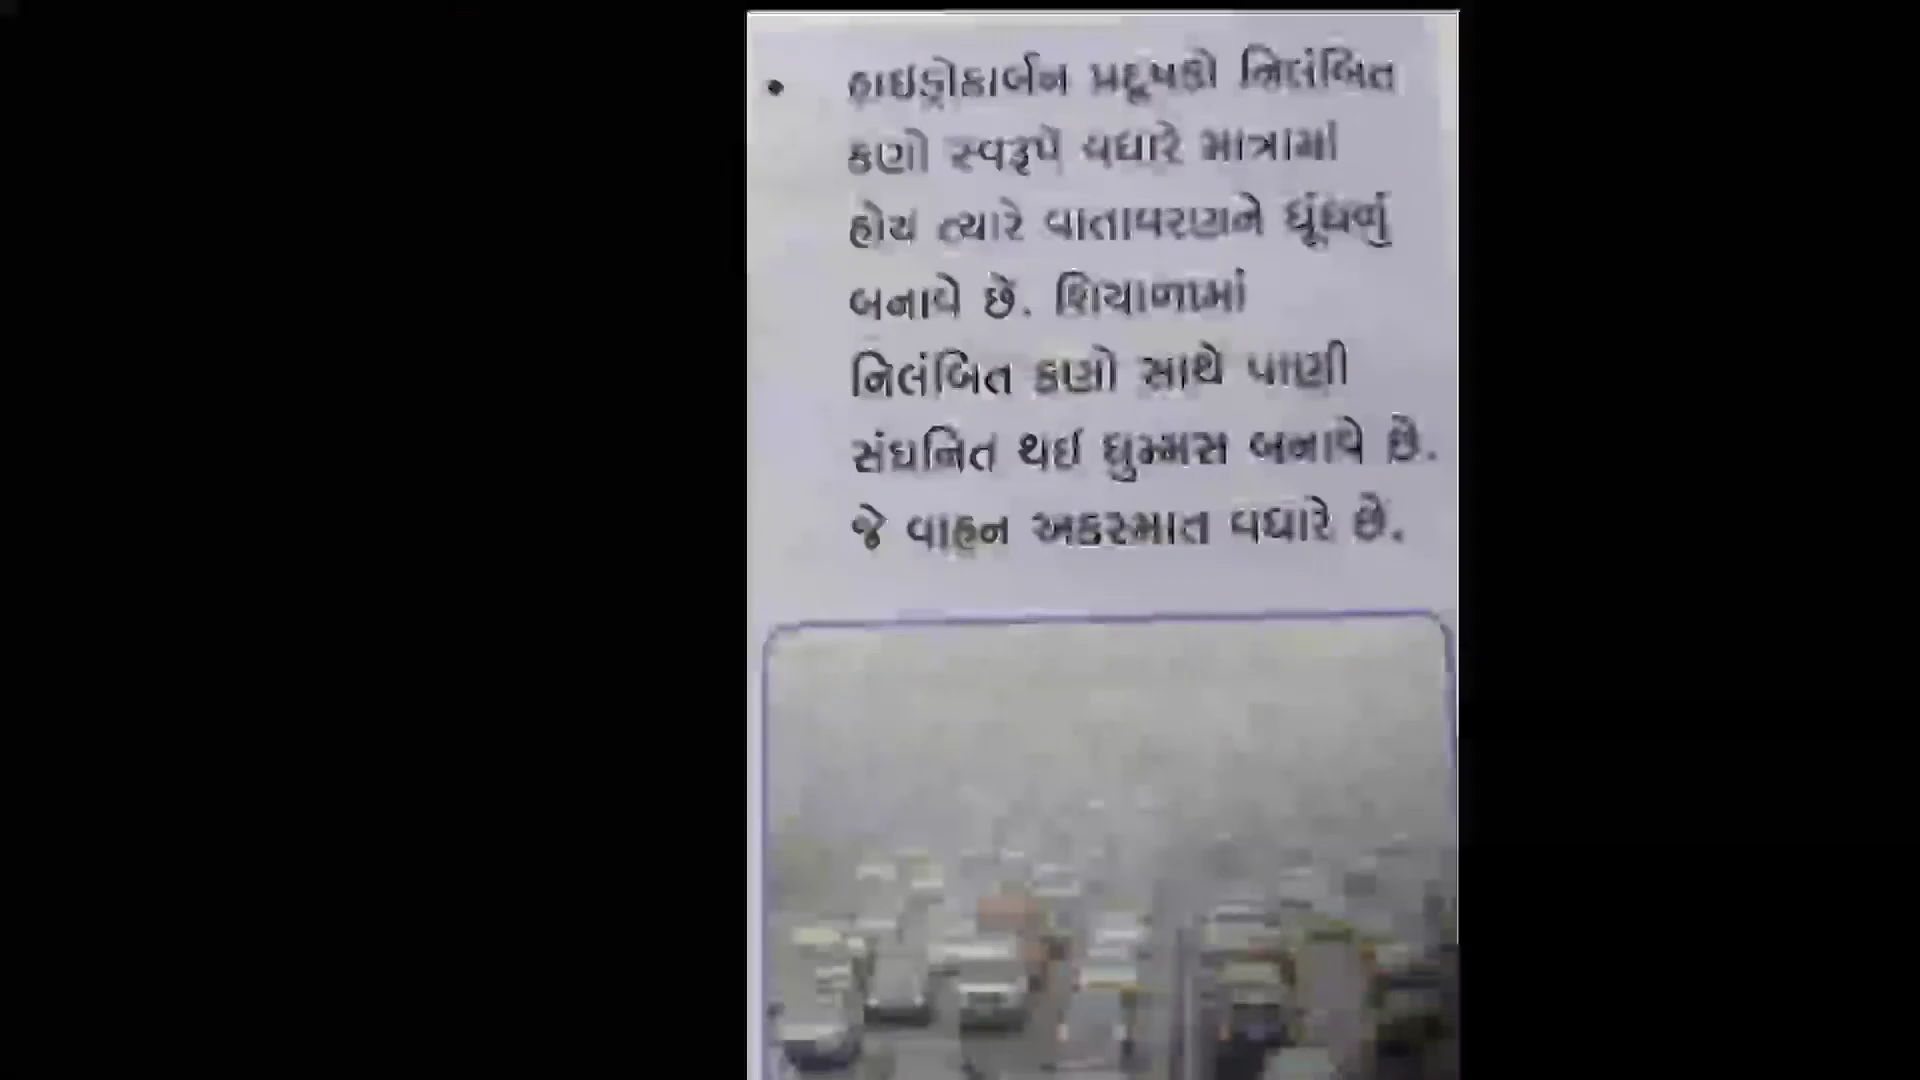 • હાઇડ્રોકાર્બન પ્રદૂષકો નિલંબિત
કણો સ્વરૂપે વધારે માત્રામાં
હોય ત્યારે વાતાવરણને ધૂંધળું
બનાવે છે. શિયાળામાં
નિલંબિત કણો સાથે પાણી
સંઘનિત થઈ ધુમ્મસ બનાવે છે.
જે વાહન અકસ્માત વધારે છે.